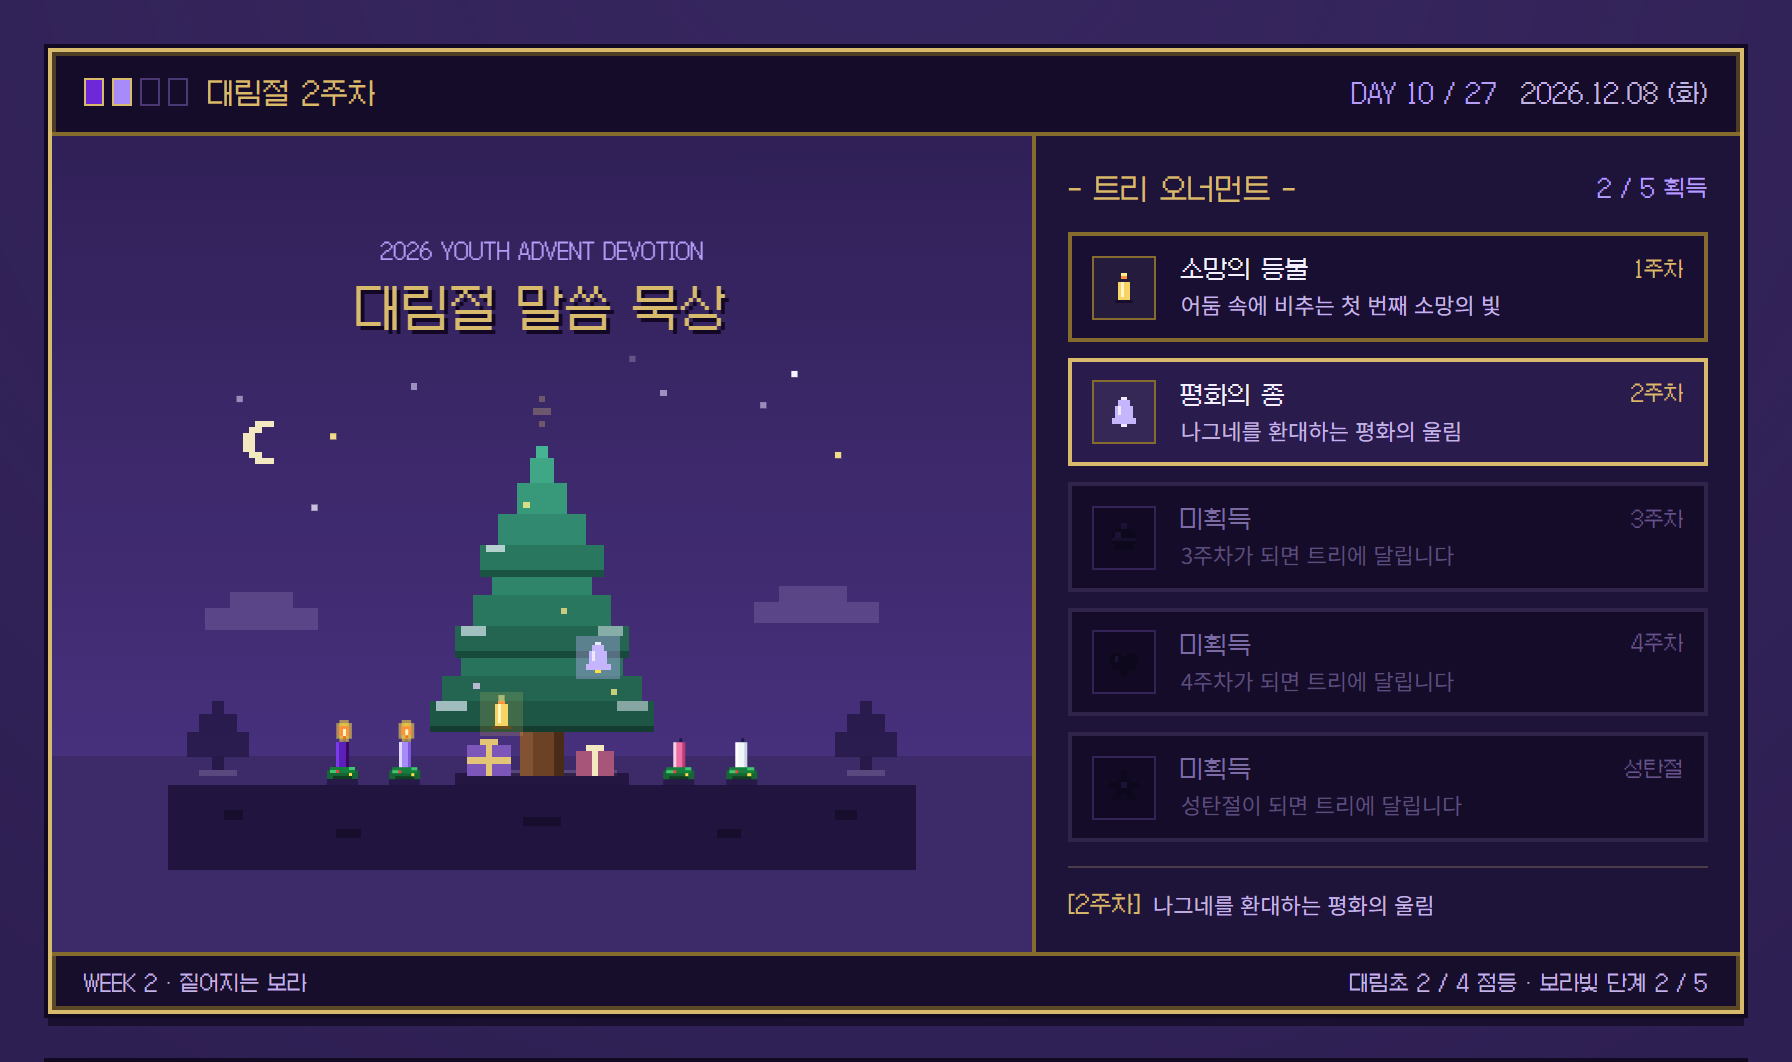 대림절 2주차
DAY 10 / 27 2026.12.08 (화)
2026 YOUTH ADVENT DEVOTION
대림절 말씀 묵상
- 트리 오너먼트 -
2 / 5 획득
소망의 등불
1주차
어둠 속에 비추는 첫 번째 소망의 빛
평화의 종
2주차
나그네를 환대하는 평화의 울림
미획득
3주차
3주차가 되면 트리에 달립니다
미획득
4주차
4주차가 되면 트리에 달립니다
미획득
성탄절
성탄절이 되면 트리에 달립니다
[2주차] 나그네를 환대하는 평화의 울림
WEEK 2 · 짙어지는 보라
대림초 2 / 4 점등 · 보라빛 단계 2 / 5